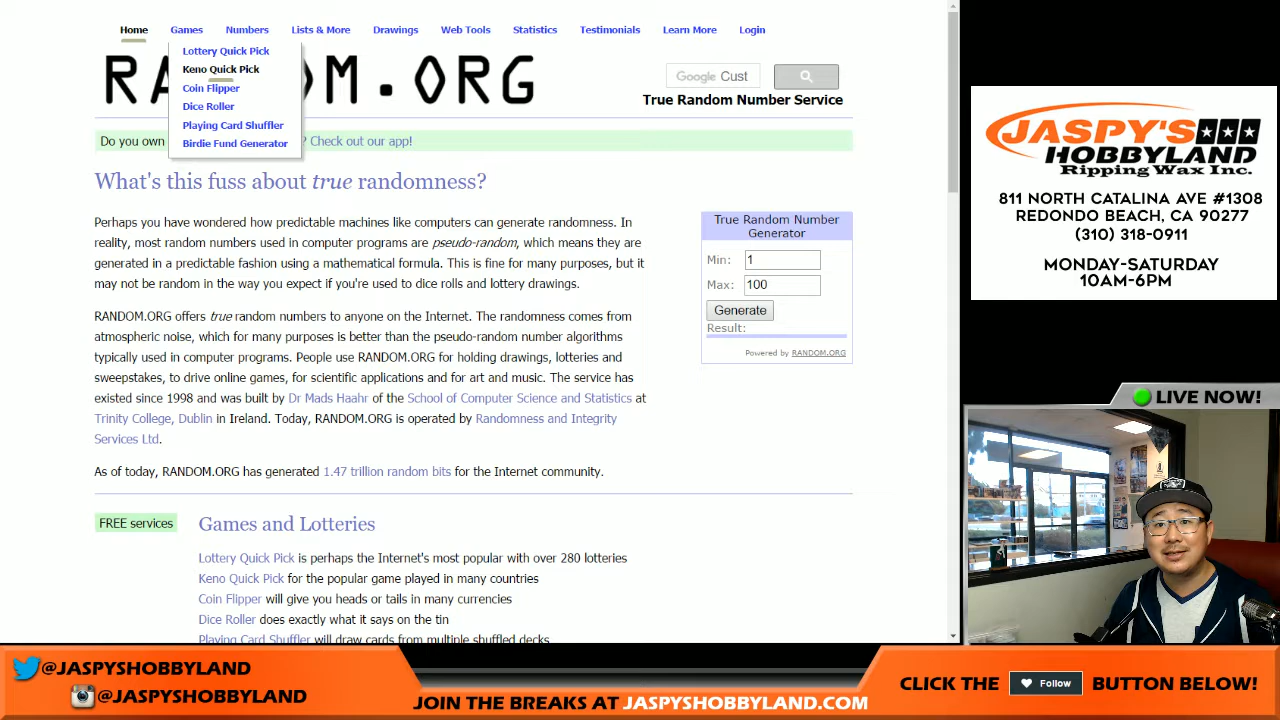 Home Games Numbers Lists & More Drawings Web Tools Statistics Testimonials Learn More Login
Lottery Quick Pick
Keno Quick Pick
Coin Flipper
Dice Roller
Playing Card Shuffler
Birdie Fund Generator
R M.ORG
Google Cust
True Random Number Service
Do you own ? Check out our app!
What's this fuss about true randomness?
Perhaps you have wondered how predictable machines like computers can generate randomness. In
reality, most random numbers used in computer programs are pseudo-random, which means they are
generated in a predictable fashion using a mathematical formula. This is fine for many purposes, but it
may not be random in the way you expect if you're used to dice rolls and lottery drawings.
RANDOM.ORG offers true random numbers to anyone on the Internet. The randomness comes from
atmospheric noise, which for many purposes is better than the pseudo-random number algorithms
typically used in computer programs. People use RANDOM.ORG for holding drawings, lotteries and
sweepstakes, to drive online games, for scientific applications and for art and music. The service has
existed since 1998 and was built by Dr Mads Haahr of the School of Computer Science and Statistics at
Trinity College, Dublin in Ireland. Today, RANDOM.ORG is operated by Randomness and Integrity
Services Ltd.
As of today, RANDOM.ORG has generated 1.47 trillion random bits for the Internet community.
True Random Number
Generator
Min: 1
Max: 100
Generate
Result:
Powered by RANDOM.ORG
FREE services
Games and Lotteries
Lottery Quick Pick is perhaps the Internet's most popular with over 280 lotteries
Keno Quick Pick for the popular game played in many countries
Coin Flipper will give you heads or tails in many currencies
Dice Roller does exactly what it says on the tin
Playing Card Shuffler will draw cards from multiple shuffled decks
JASPY'S
HOBBYLAND
Ripping Wax Inc.
811 NORTH CATALINA AVE #1308
REDONDO BEACH, CA 90277
(310) 318-0911
MONDAY-SATURDAY
10AM-6PM
LIVE NOW!
@JASPYSHOBBYLAND
@JASPYSHOBBYLAND
JOIN THE BREAKS AT JASPYSHOBBYLAND.COM
CLICK THE Follow BUTTON BELOW!